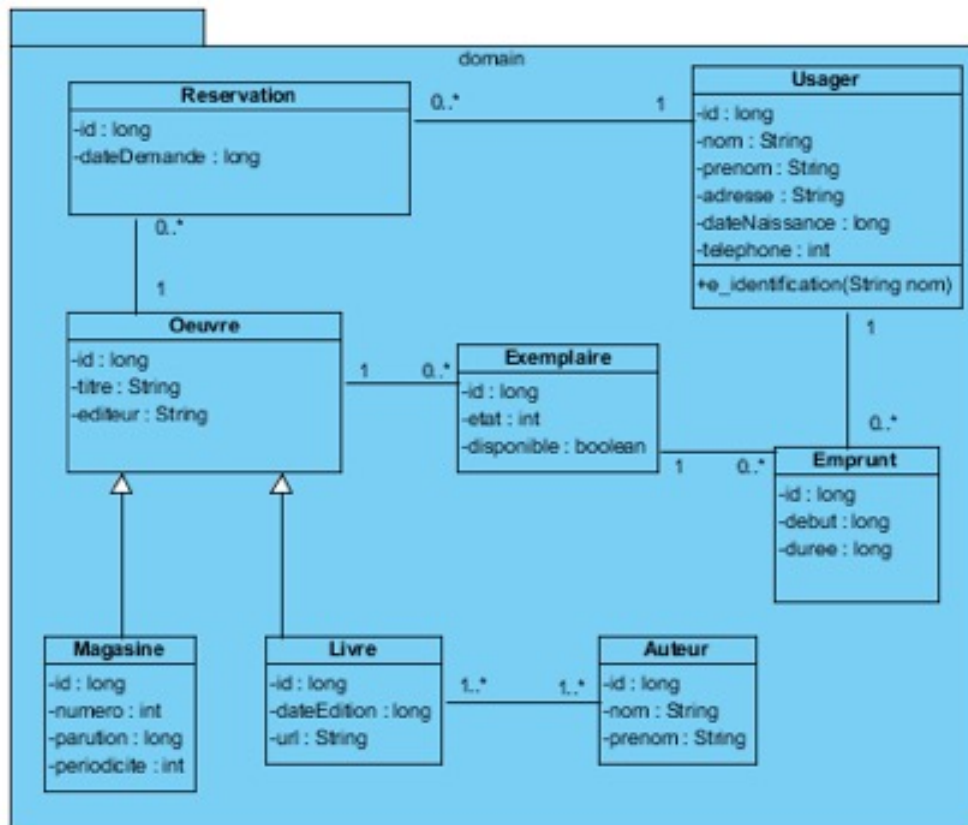 domain
Reservation
-id : long
-dateDemande : long
0..*
1
Usager
-id : long
-nom : String
-prenom : String
-adresse : String
-dateNaissance : long
-telephone : int
+e_identification(String nom)
0..*
1
Oeuvre
-id : long
-titre : String
-editeur : String
1
0..*
Exemplaire
-id : long
-etat : int
-disponible : boolean
1
0..*
1
0..*
Emprunt
-id : long
-debut : long
-duree : long
Magasine
-id : long
-numero : int
-parution : long
-periodicite : int
Livre
-id : long
-dateEdition : long
-url : String
1..*
1..*
Auteur
-id : long
-nom : String
-prenom : String